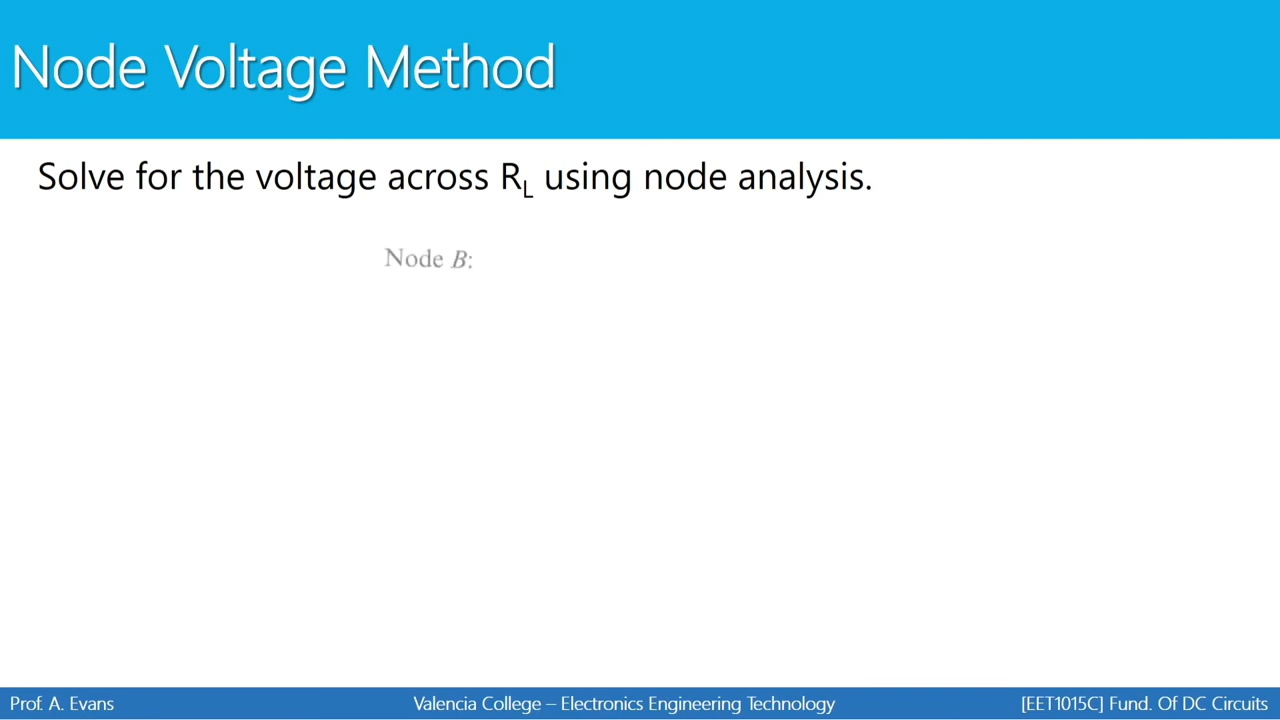 Node Voltage Method
Solve for the voltage across RL using node analysis.
Node B:
Prof. A. Evans
Valencia College – Electronics Engineering Technology
[EET1015C] Fund. Of DC Circuits